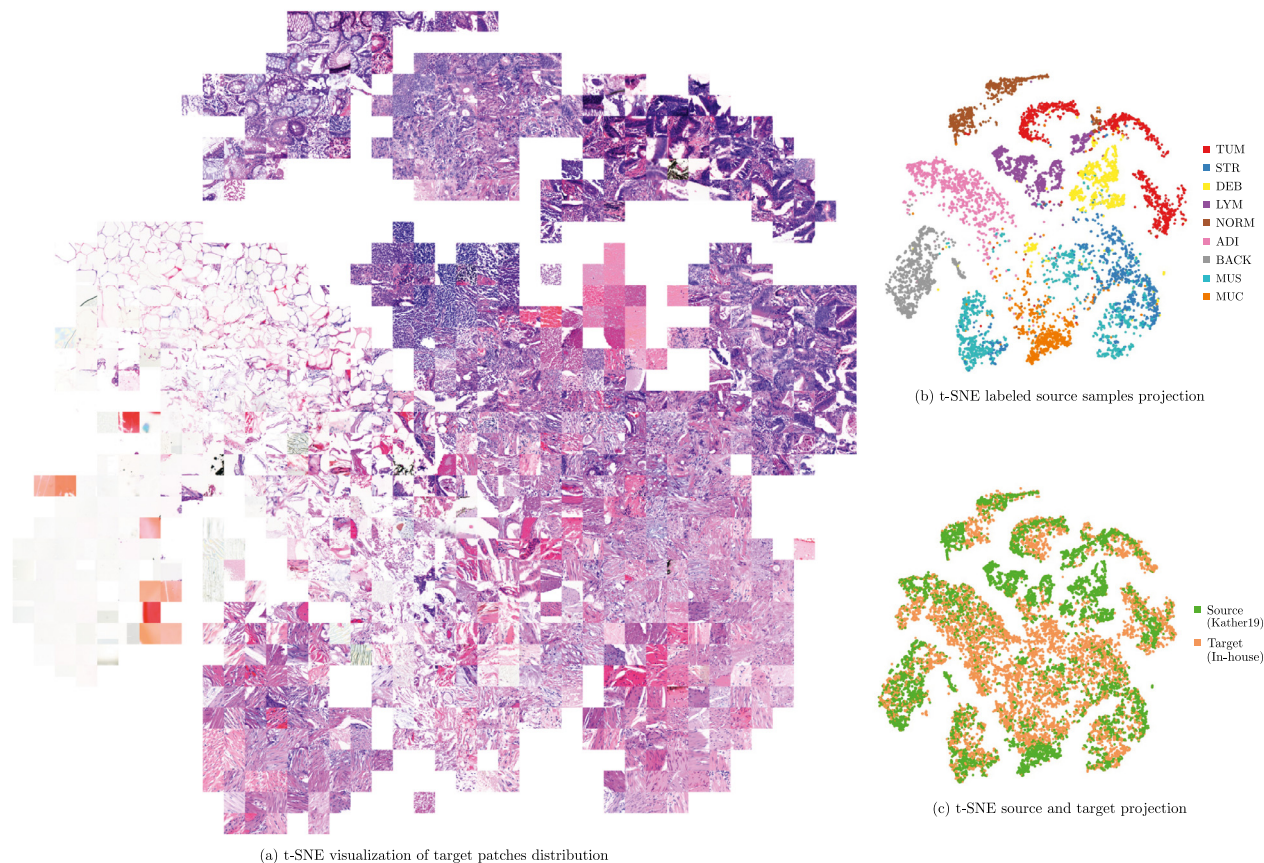 TUM
STR
DEB
LYM
NORM
ADI
BACK
MUS
MUC
(b) t-SNE labeled source samples projection
Source
(Kather19)
Target
(In-house)
(c) t-SNE source and target projection
(a) t-SNE visualization of target patches distribution